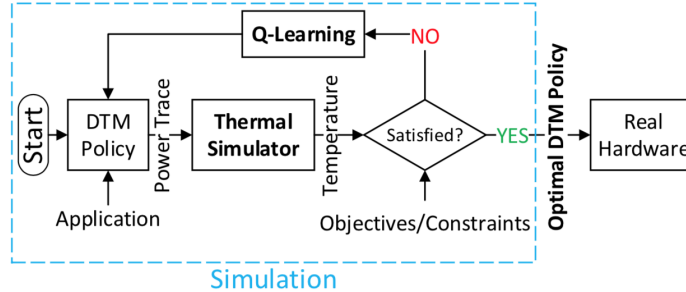 Q-Learning
NO
Start
DTM
Policy
Power Trace
Thermal
Simulator
Temperature
Satisfied?
YES
Optimal DTM Policy
Real
Hardware
Application
Objectives/Constraints
Simulation